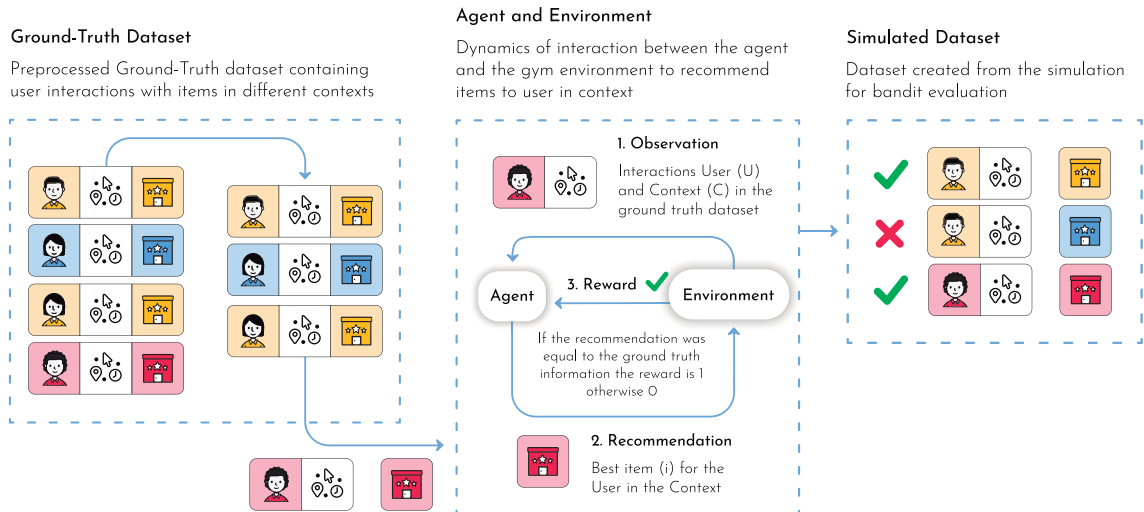 Ground-Truth Dataset
Preprocessed Ground-Truth dataset containing
user interactions with items in different contexts
Agent and Environment
Dynamics of interaction between the agent
and the gym environment to recommend
items to user in context
1. Observation
Interactions User (U)
and Context (C) in the
ground truth dataset
Agent
3. Reward
Environment
If the recommendation was
equal to the ground truth
information the reward is 1
otherwise 0
2. Recommendation
Best item (i) for the
User in the Context
Simulated Dataset
Dataset created from the simulation
for bandit evaluation